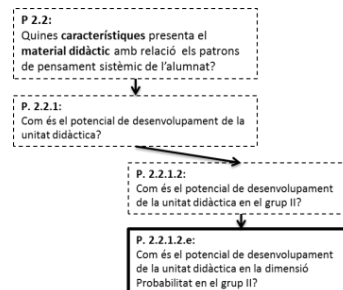 P 2.2:
Quines característiques presenta el
material didàctic amb relació els patrons
de pensament sistèmic de l'alumnat?
P. 2.2.1:
Com és el potencial de desenvolupament de la
unitat didàctica?
P. 2.2.1.2:
Com és el potencial de desenvolupament
de la unitat didàctica en el grup II?
P. 2.2.1.2.e:
Com és el potencial de desenvolupament
de la unitat didàctica en la dimensió
Probabilitat en el grup II?